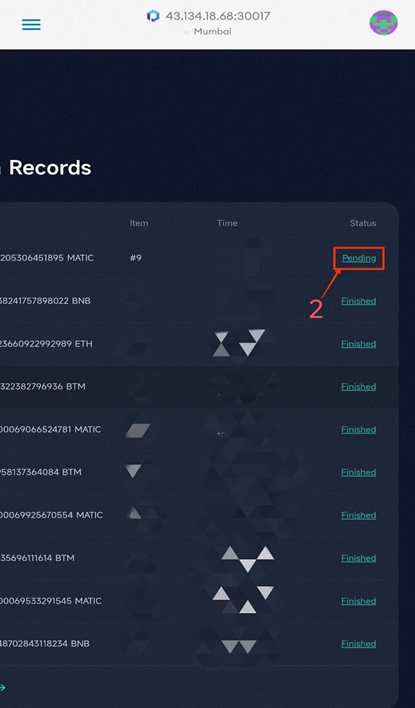 43.134.18.68:30017
Mumbai
Records
Item Time Status
205306451895 MATIC #9 Pending
2
38241757898022 BNB Finished
23660922992989 ETH Finished
322382796936 BTM Finished
00069066524781 MATIC Finished
958137364084 BTM Finished
00069925670554 MATIC Finished
35696111614 BTM Finished
00069533291545 MATIC Finished
48702843118234 BNB Finished